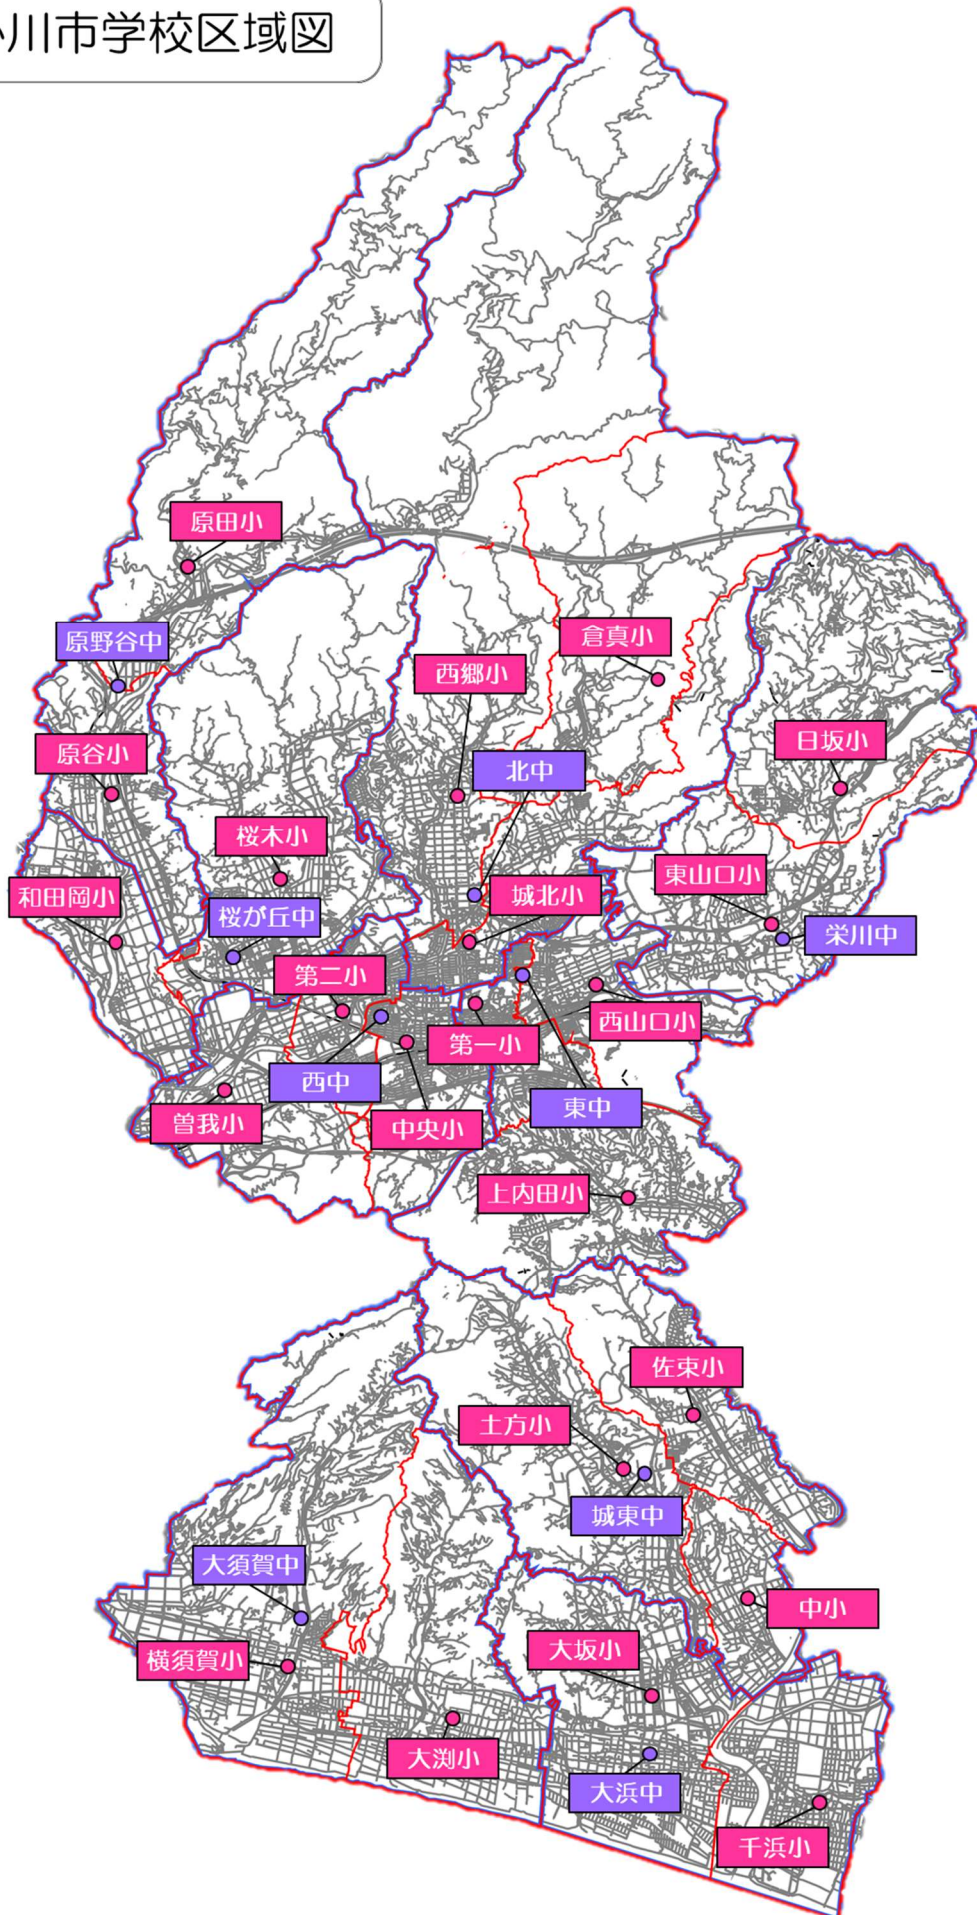 川市学校区域図
原田小
原野谷中
倉真小
西郷小
原谷小
日坂小
北中
桜木小
東山口小
和田岡小
城北小
桜が丘中
栄川中
第二小
西山口小
第一小
西中
東中
曽我小
中央小
上内田小
佐束小
土方小
城東中
大須賀中
中小
大坂小
横須賀小
大渕小
大浜中
千浜小